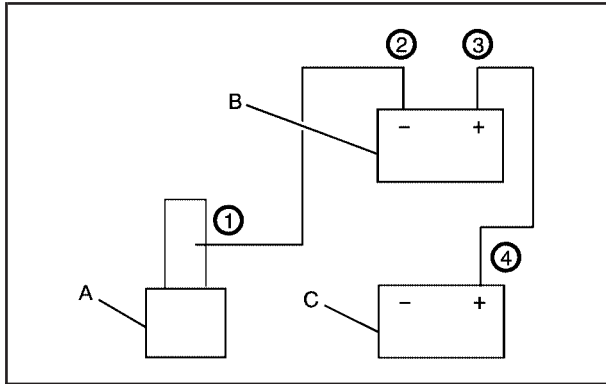 ② ③
B
− +
①
④
A
C
− +